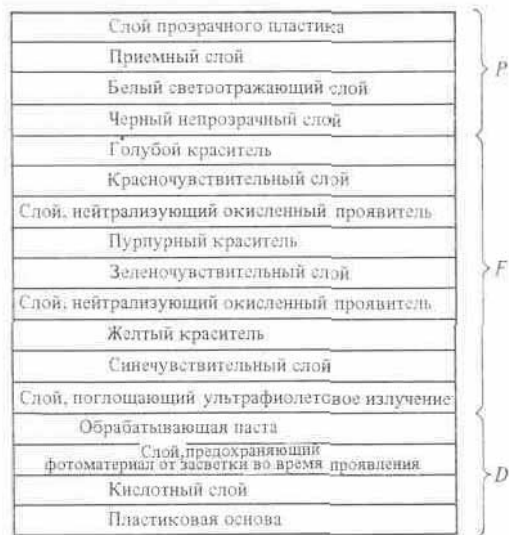 Слой прозрачного пластика
Приемный слой
Белый светоотражающий слой
Черный непрозрачный слой
P
Голубой краситель
Красночувствительный слой
Слой, нейтрализующий окисленный проявитель
Пурпурный краситель
Зеленочувствительный слой
Слой, нейтрализующий окисленный проявитель
Желтый краситель
Синечувствительный слой
Слой, поглощающий ультрафиолетовое излучение
F
Обрабатывающая паста
Слой, предохраняющий
фотоматериал от засветки во время проявления
Кислотный слой
Пластиковая основа
D